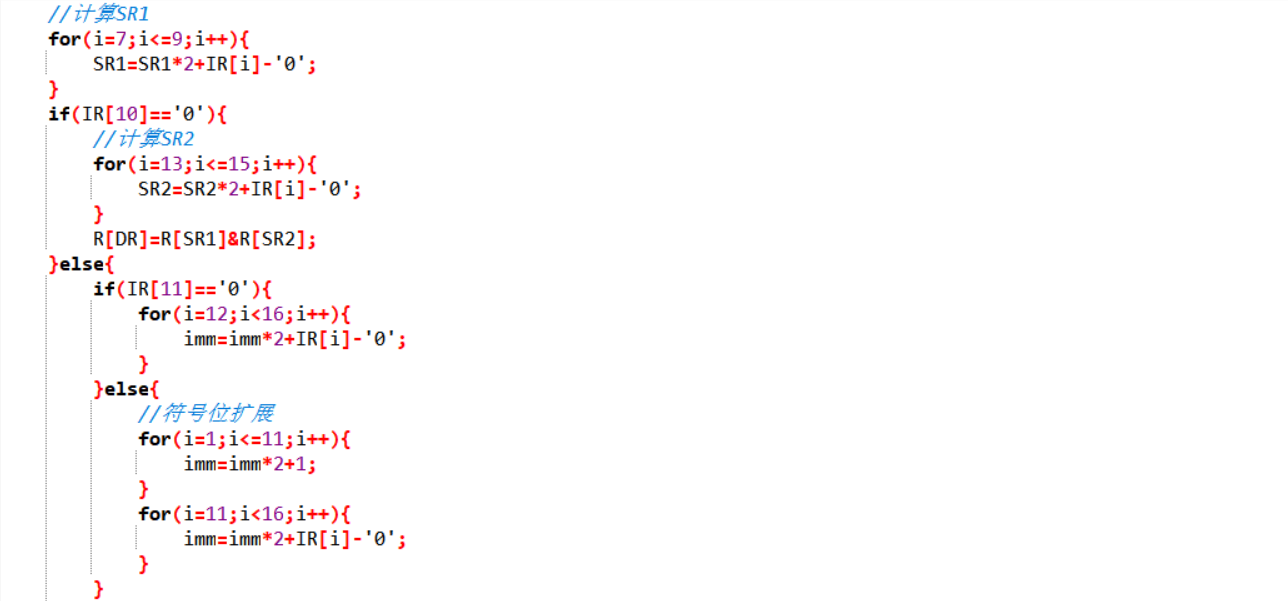 //计算SR1
for(i=7;i<=9;i++){
SR1=SR1*2+IR[i]-'0';
}
if(IR[10]=='0'){
//计算SR2
for(i=13;i<=15;i++){
SR2=SR2*2+IR[i]-'0';
}
R[DR]=R[SR1]&R[SR2];
}else{
if(IR[11]=='0'){
for(i=12;i<16;i++){
imm=imm*2+IR[i]-'0';
}
}else{
//符号位扩展
for(i=1;i<=11;i++){
imm=imm*2+1;
}
for(i=11;i<16;i++){
imm=imm*2+IR[i]-'0';
}
}